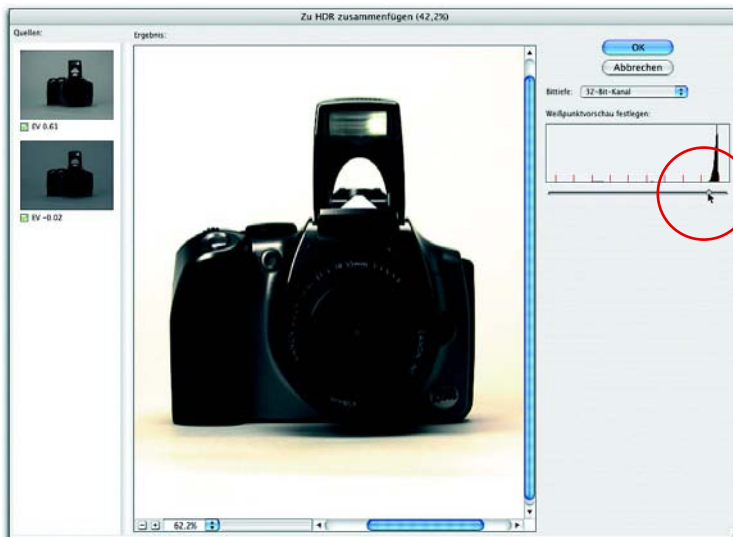 Zu HDR zusammenfügen (42,2%)
Quellen:
EV 0.61
EV -0.02
Ergebnis:
62,2%
OK
Abbrechen
Bittiefe: 32-Bit-Kanal
Weißpunktvorschau festlegen: